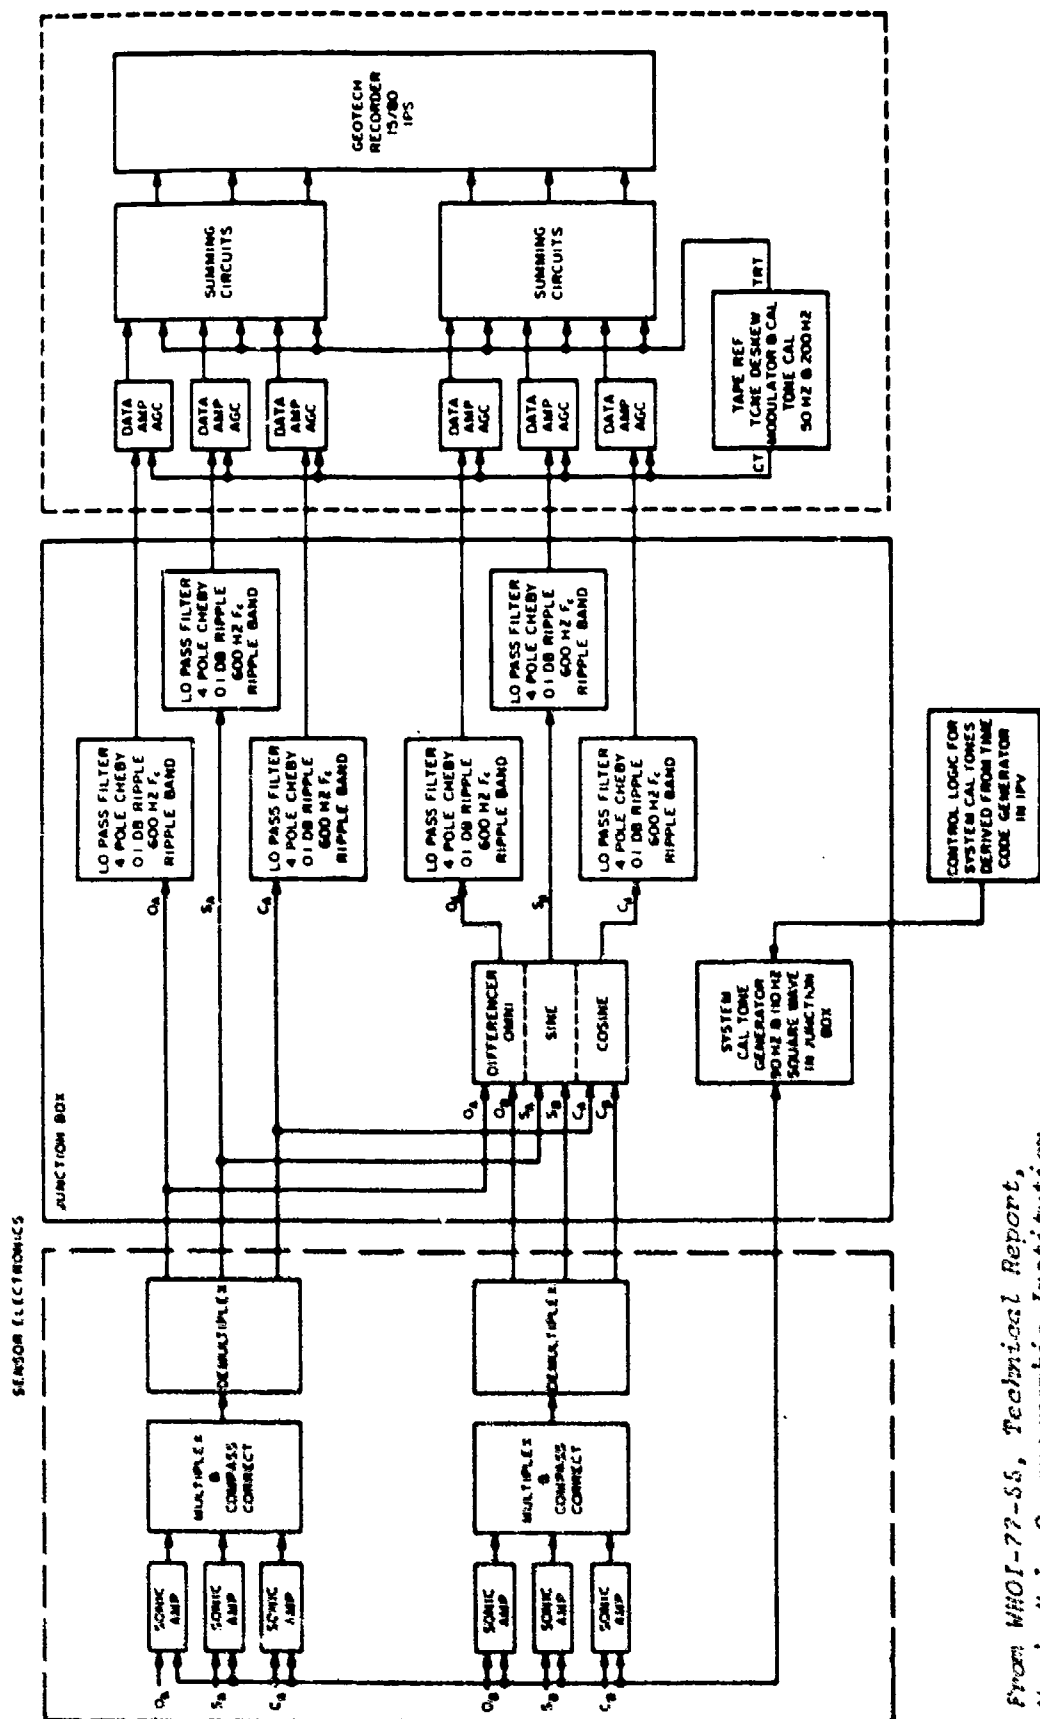 SENSOR ELECTRONICS
SONIC
AMP
SONIC
AMP
SONIC
AMP
MULTIPLEX
&
COMPASS
CORRECT
DEMULTIPLEX
SONIC
AMP
SONIC
AMP
SONIC
AMP
MULTIPLEX
&
COMPASS
CORRECT
DEMULTIPLEX
JUNCTION BOX
LO PASS FILTER
4 POLE CHEBY
0.1 DB RIPPLE
600 HZ Fc
RIPPLE BAND
LO PASS FILTER
4 POLE CHEBY
0.1 DB RIPPLE
600 HZ Fc
RIPPLE BAND
LO PASS FILTER
4 POLE CHEBY
0.1 DB RIPPLE
600 HZ Fc
RIPPLE BAND
OA
OB
SA
SB
CA
CB
DIFFERENCER
OMNI
SINE
COSINE
LO PASS FILTER
4 POLE CHEBY
0.1 DB RIPPLE
600 HZ Fc
RIPPLE BAND
LO PASS FILTER
4 POLE CHEBY
0.1 DB RIPPLE
600 HZ Fc
RIPPLE BAND
LO PASS FILTER
4 POLE CHEBY
0.1 DB RIPPLE
600 HZ Fc
RIPPLE BAND
SYSTEM
CAL TONE
GENERATOR
90 HZ & 110 HZ
SQUARE WAVE
IN JUNCTION
BOX
CONTROL LOGIC FOR
SYSTEM CAL TONES
DERIVED FROM TIME
CODE GENERATOR
IN IPV
DATA
AMP
AGC
DATA
AMP
AGC
DATA
AMP
AGC
SUMMING
CIRCUITS
DATA
AMP
AGC
DATA
AMP
AGC
DATA
AMP
AGC
SUMMING
CIRCUITS
GEOTECH
RECORDER
15/80
IPS
CT
TRT
TAPE REF
TONE DESKEW
MODULATOR & CAL
TONE CAL
50 HZ & 200 HZ
From WHOI-77-55, Technical Report,